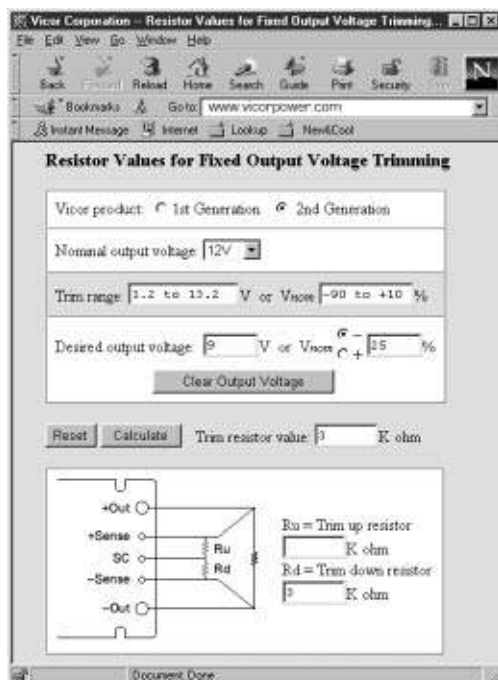 Vicor Corporation -- Resistor Values for Fixed Output Voltage Trimming...
File Edit View Go Window Help
Back Forward Reload Home Search Guide Print Security
N
Bookmarks Go to: www.vicorpower.com
Instant Message Internet Lookup New&Cool
Resistor Values for Fixed Output Voltage Trimming
Vicor product: 1st Generation 2nd Generation
Nominal output voltage: 12V
Trim range: 1.2 to 13.2 V or Vnom -90 to +10 %
Desired output voltage: 9 V or Vnom - + 25 %
Clear Output Voltage
Reset Calculate Trim resistor value: 3 K ohm
+Out
+Sense
SC
-Sense
-Out
Ru
Rd
Ru = Trim up resistor
K ohm
Rd = Trim down resistor
3 K ohm
Document: Done